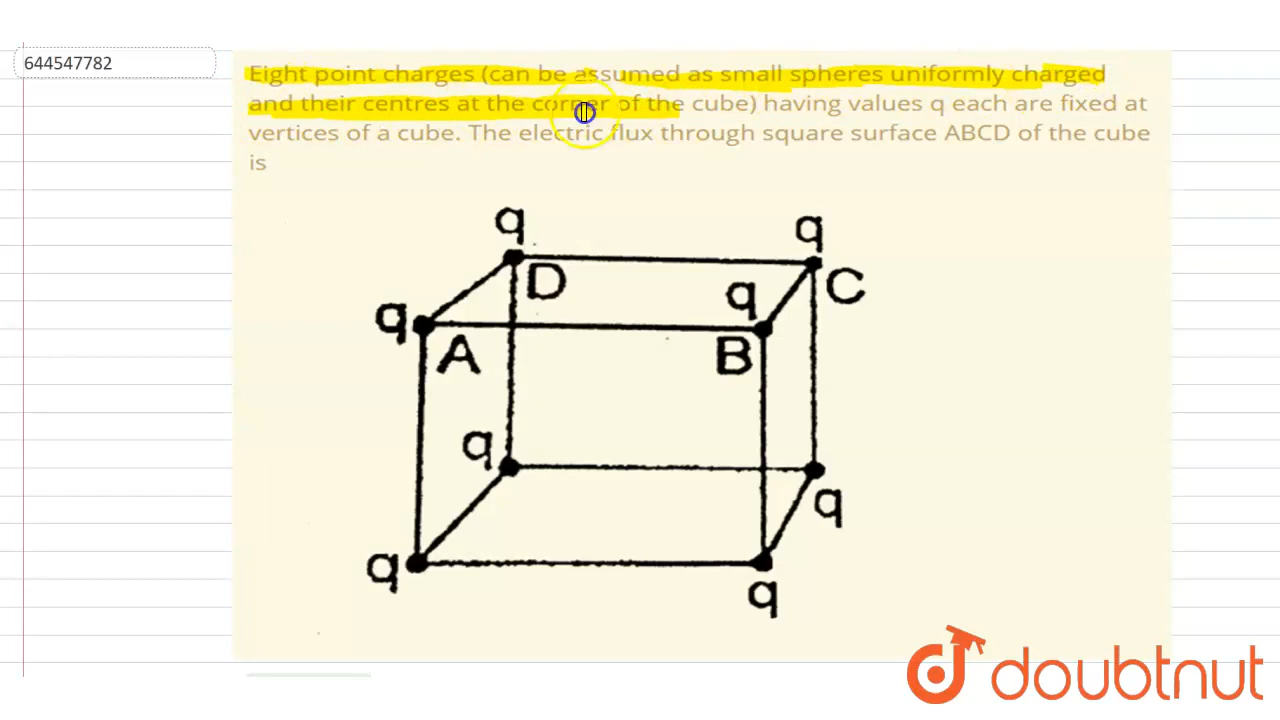 644547782
Eight point charges (can be assumed as small spheres uniformly charged
and their centres at the corner of the cube) having values q each are fixed at
vertices of a cube. The electric flux through square surface ABCD of the cube
is
q
q
D
q
C
q
A
B
q
q
q
q
doubtnut